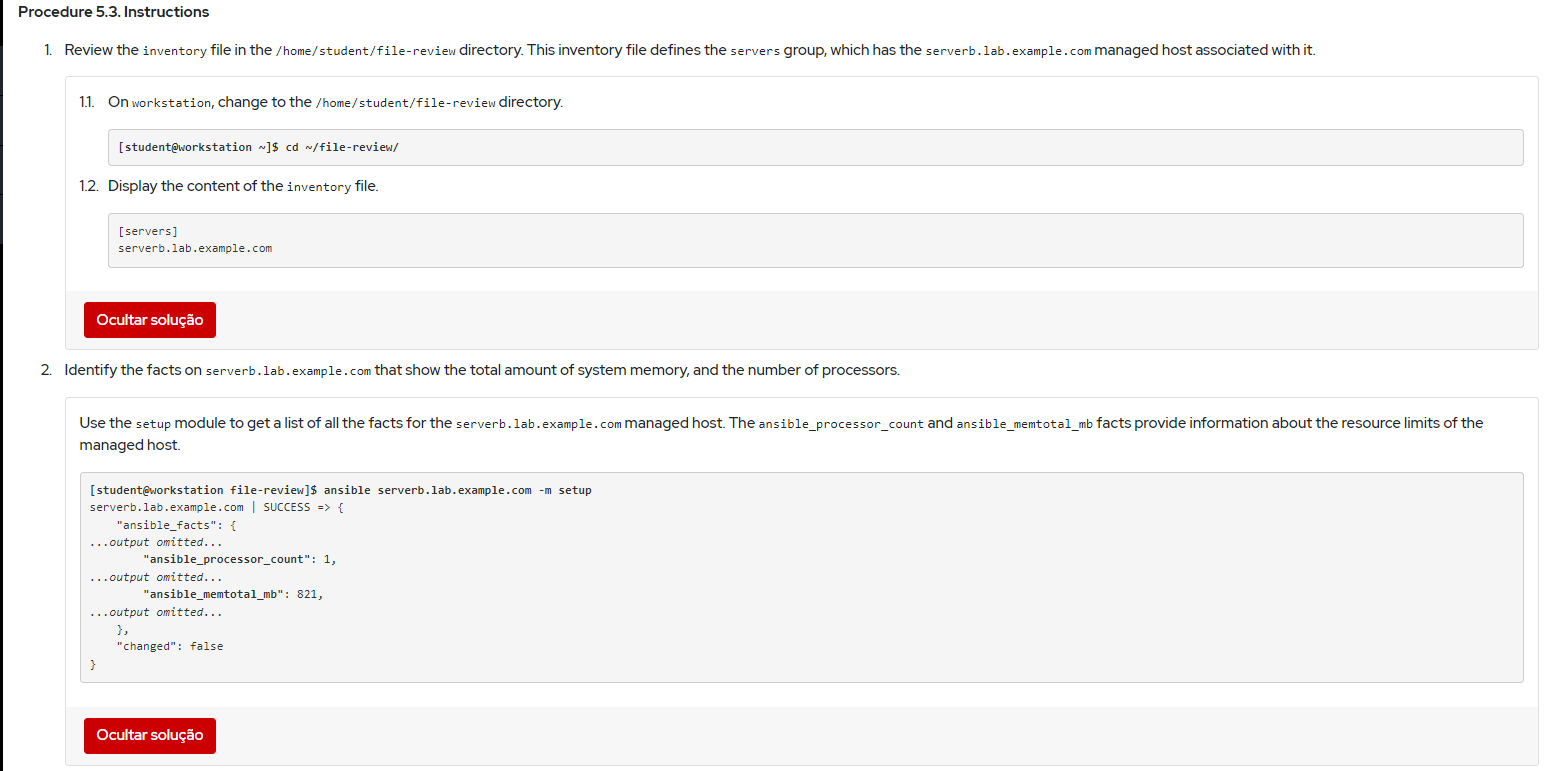 Procedure 5.3. Instructions
1. Review the inventory file in the /home/student/file-review directory. This inventory file defines the servers group, which has the serverb.lab.example.com managed host associated with it.
1.1. On workstation, change to the /home/student/file-review directory.
[student@workstation ~]$ cd ~/file-review/
1.2. Display the content of the inventory file.
[servers]
serverb.lab.example.com
Ocultar solução
2. Identify the facts on serverb.lab.example.com that show the total amount of system memory, and the number of processors.
Use the setup module to get a list of all the facts for the serverb.lab.example.com managed host. The ansible_processor_count and ansible_memtotal_mb facts provide information about the resource limits of the
managed host.
[student@workstation file-review]$ ansible serverb.lab.example.com -m setup
serverb.lab.example.com | SUCCESS => {
    "ansible_facts": {
...output omitted...
        "ansible_processor_count": 1,
...output omitted...
        "ansible_memtotal_mb": 821,
...output omitted...
    },
    "changed": false
}
Ocultar solução